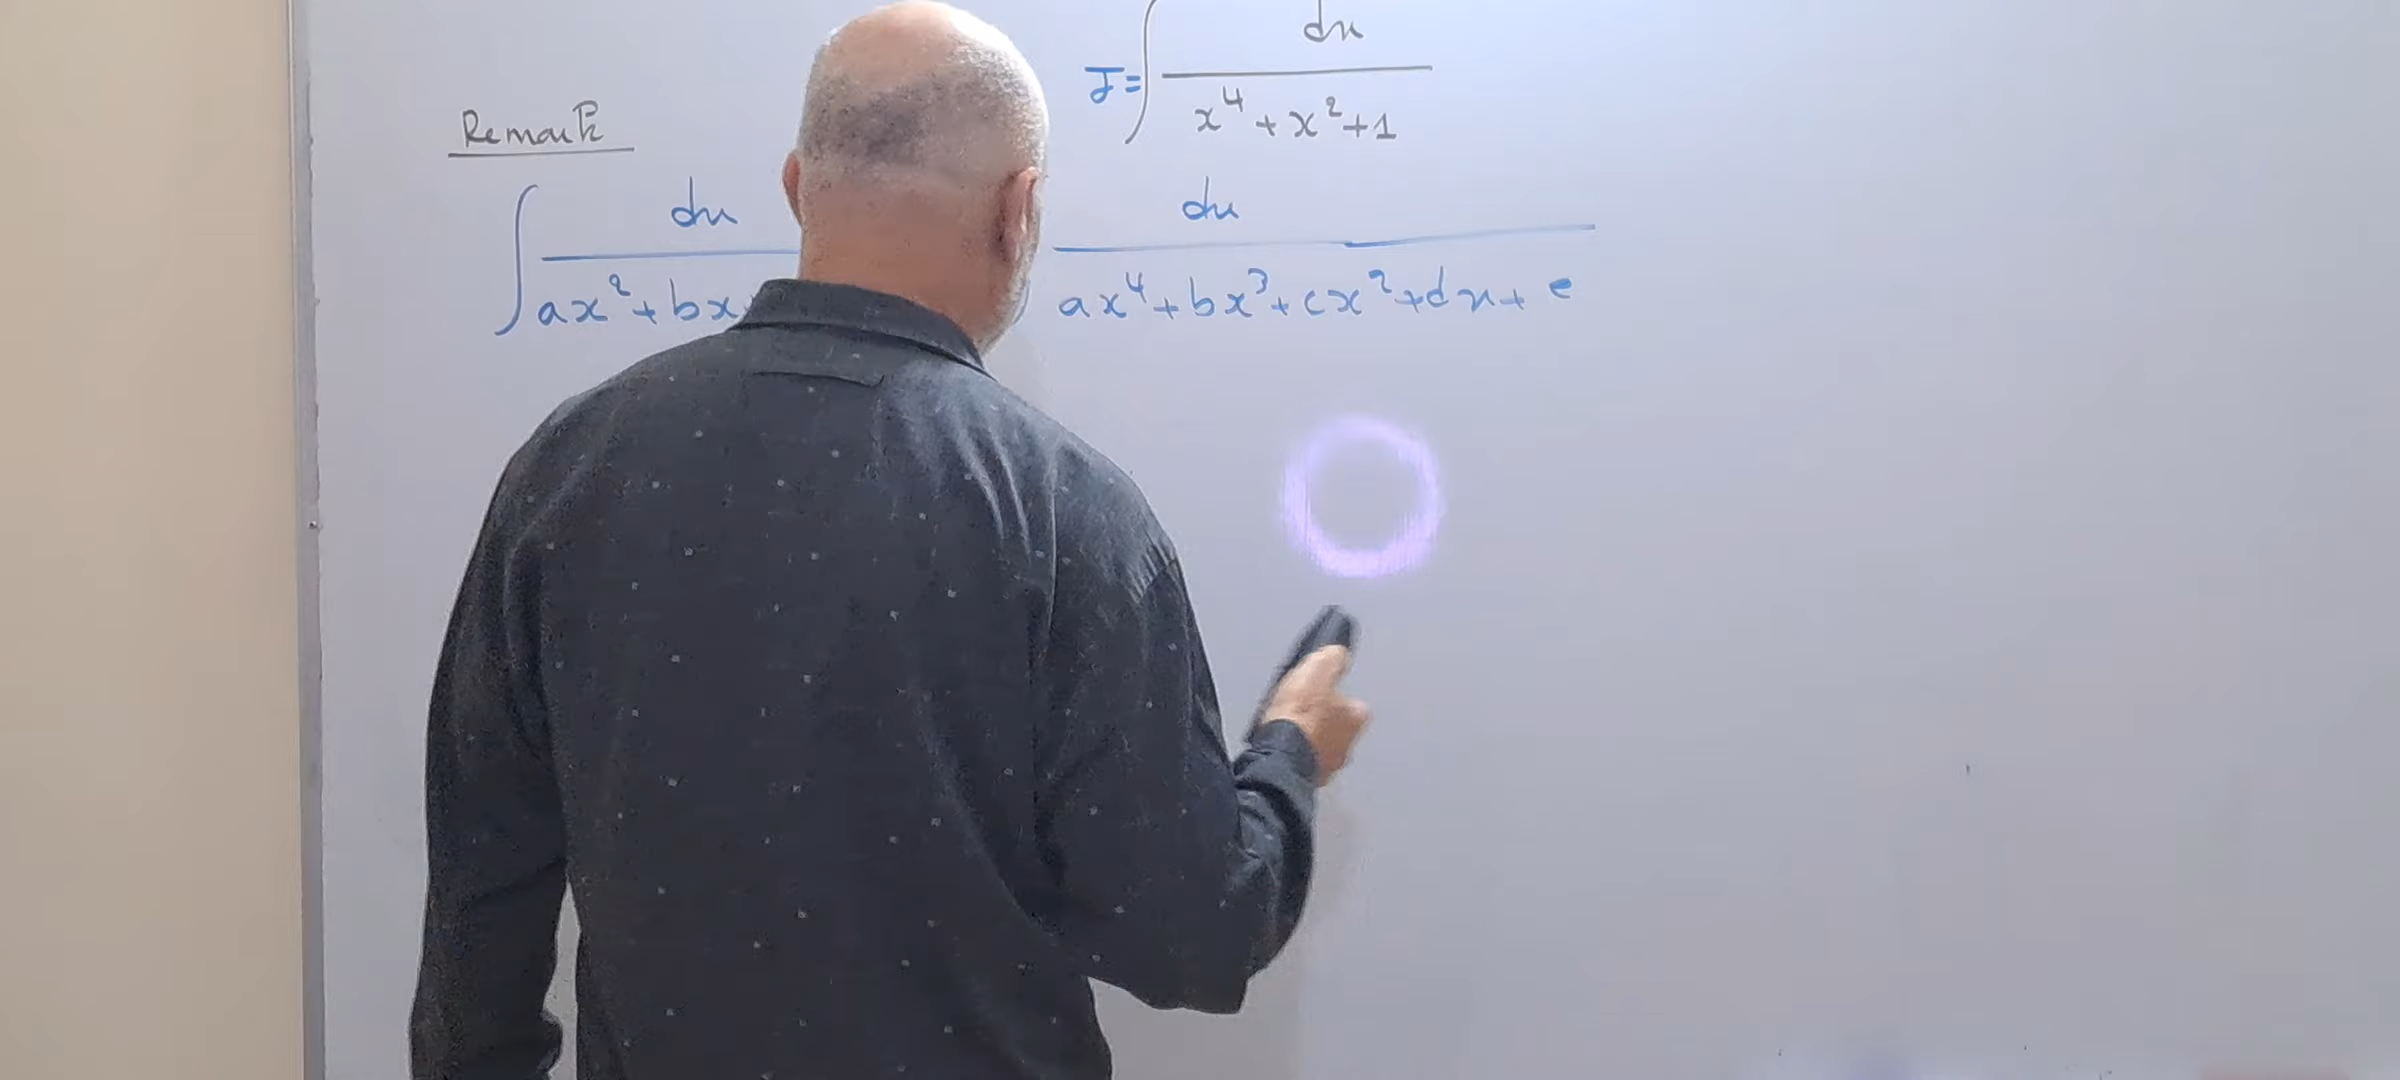 J = ∫ dx / (x⁴ + x² + 1)
Remark
∫ dx / (ax² + bx    dx / (ax⁴ + bx³ + cx² + dx + e)